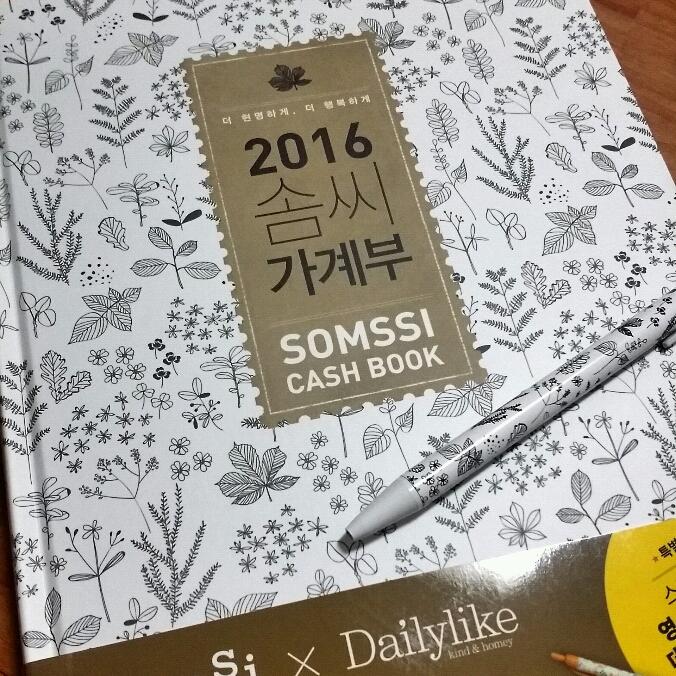 더 현명하게, 더 행복하게
2016
솜씨
가계부
SOMSSI
CASH BOOK
Si × Dailylike
kind & homey